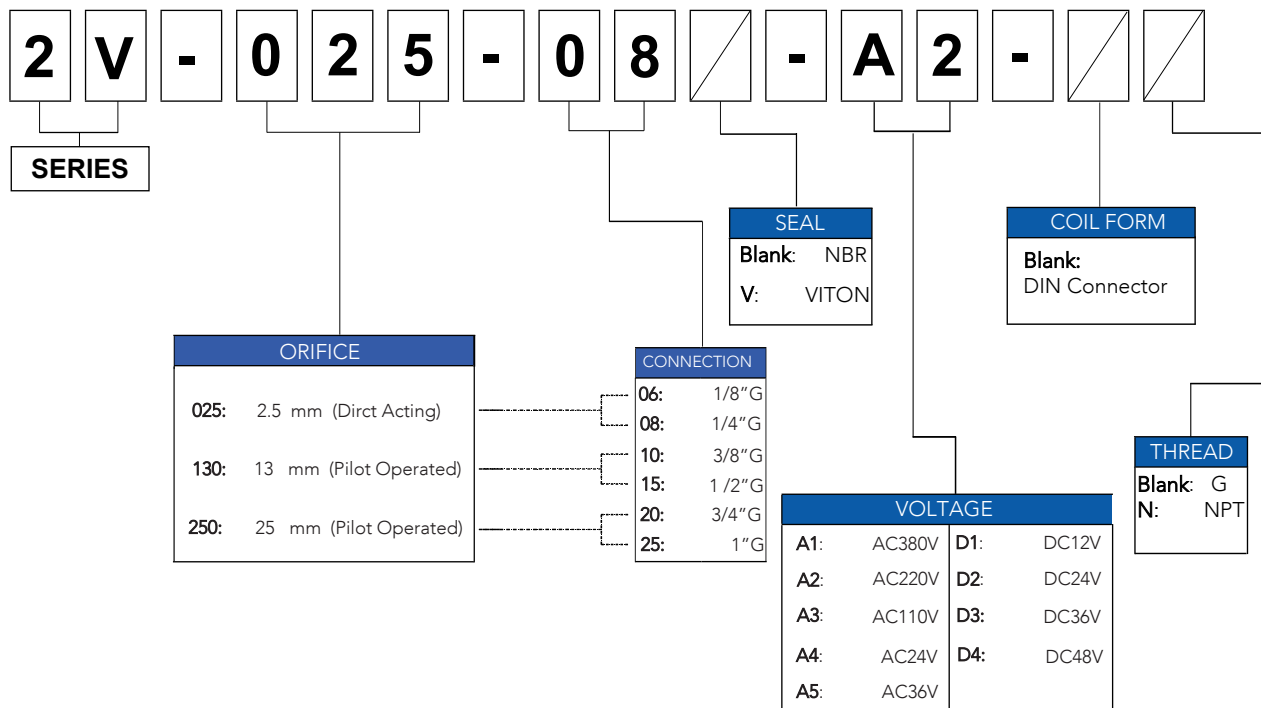 2 V - 0 2 5 - 0 8 - A 2 -
SERIES
SEAL
Blank: NBR
V: VITON
COIL FORM
Blank:
DIN Connector
ORIFICE
025: 2.5 mm (Dirct Acting)
130: 13 mm (Pilot Operated)
250: 25 mm (Pilot Operated)
CONNECTION
06: 1/8"G
08: 1/4"G
10: 3/8"G
15: 1 /2"G
20: 3/4"G
25: 1"G
THREAD
Blank: G
N: NPT
VOLTAGE
A1: AC380V D1: DC12V
A2: AC220V D2: DC24V
A3: AC110V D3: DC36V
A4: AC24V D4: DC48V
A5: AC36V